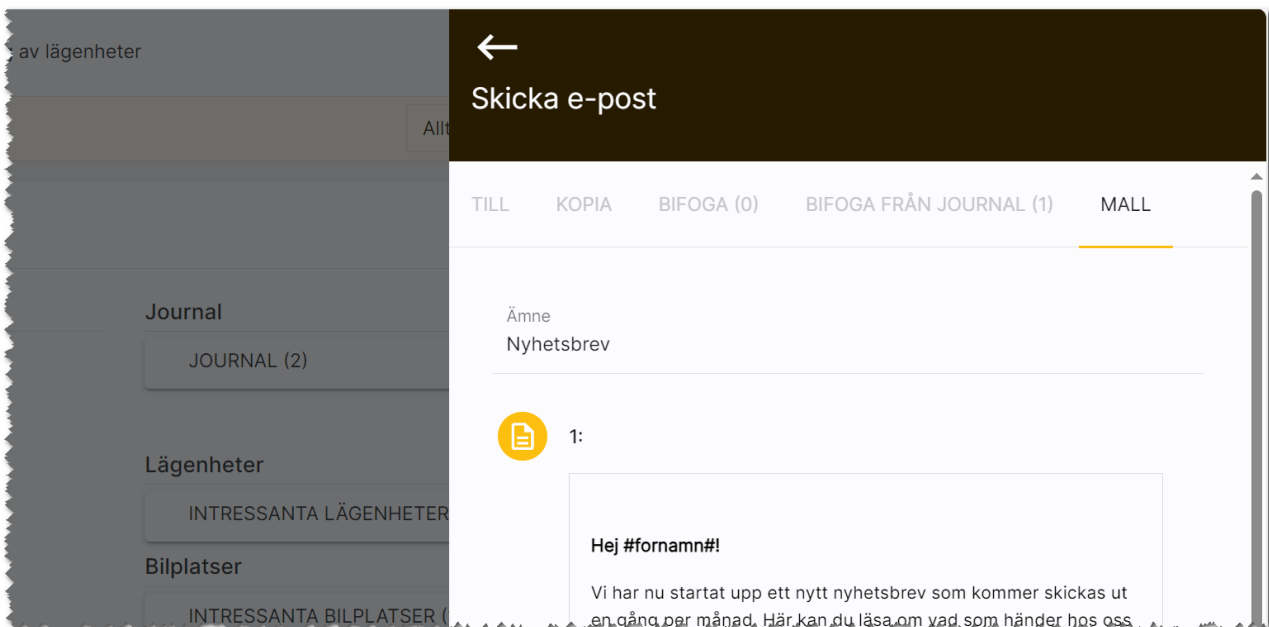 av lägenheter
Allt
Journal
JOURNAL (2)
Lägenheter
INTRESSANTA LÄGENHETER
Bilplatser
INTRESSANTA BILPLATSER (
Skicka e-post
TILL KOPIA BIFOGA (0) BIFOGA FRÅN JOURNAL (1) MALL
Ämne
Nyhetsbrev
1:
Hej #fornamn#!
Vi har nu startat upp ett nytt nyhetsbrev som kommer skickas ut
en gång per månad. Här kan du läsa om vad som händer hos oss